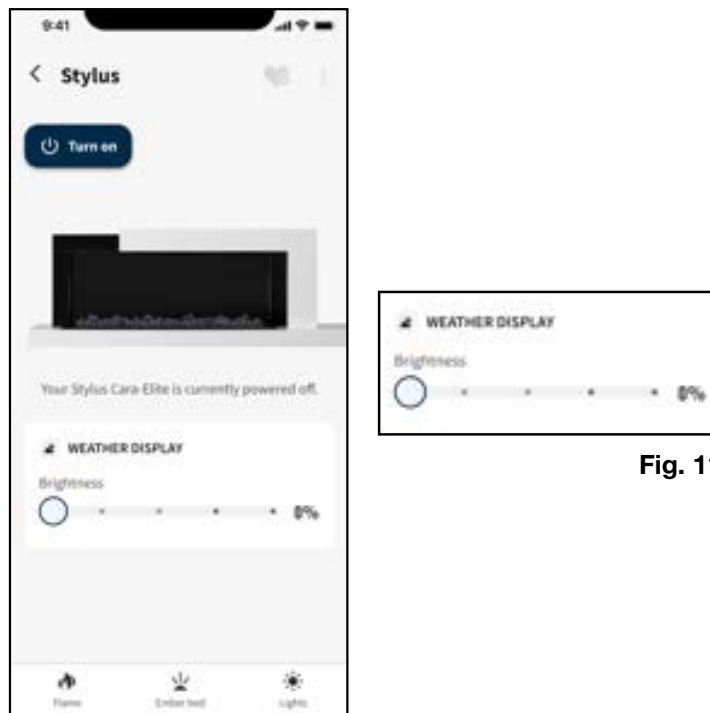 9:41
Stylus
Turn on
Your Stylus Cara Elite is currently powered off.
WEATHER DISPLAY
Brightness
0%
Flame
Ember bed
Lights
WEATHER DISPLAY
Brightness
0%
Fig. 11